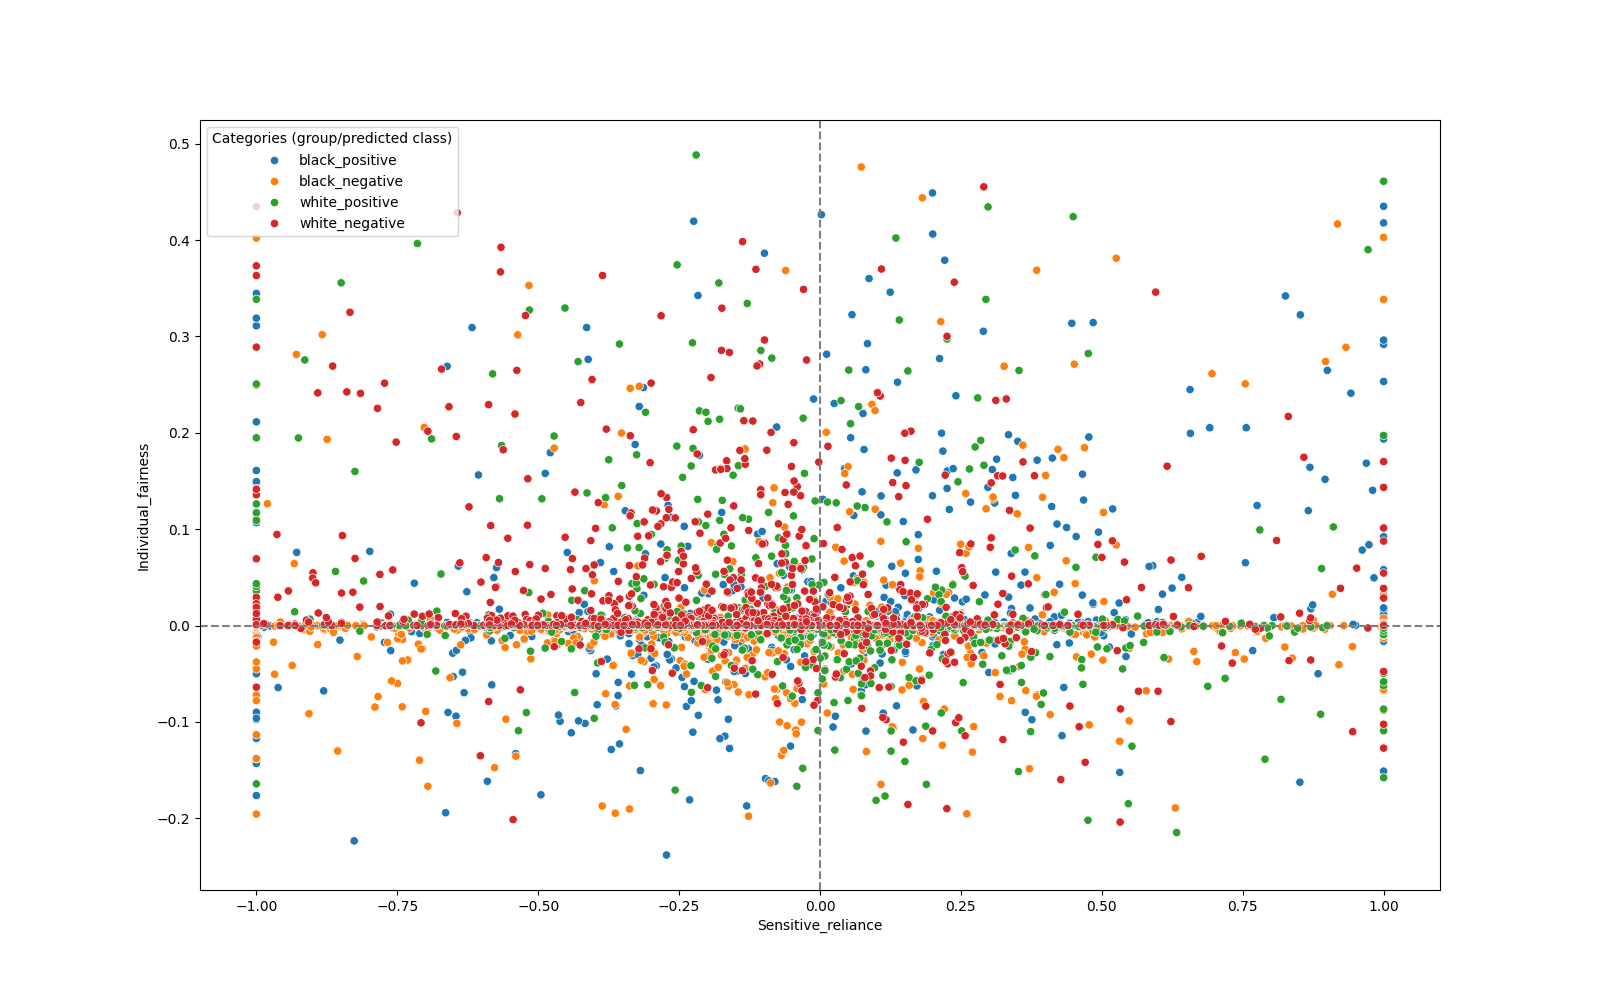 Categories (group/predicted class)
black_positive
black_negative
white_positive
white_negative
0.5
0.4
0.3
0.2
0.1
0.0
−0.1
−0.2
Individual_fairness
−1.00 −0.75 −0.50 −0.25 0.00 0.25 0.50 0.75 1.00
Sensitive_reliance